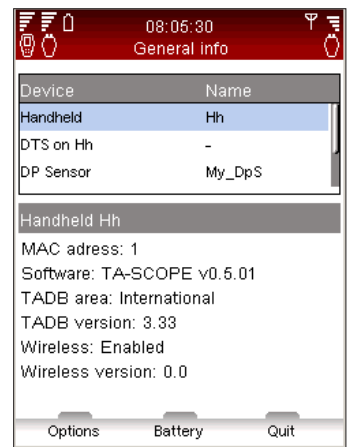 08:05:30
General info
Device Name
Handheld Hh
DTS on Hh -
DP Sensor My_DpS
Handheld Hh
MAC adress: 1
Software: TA-SCOPE v0.5.01
TADB area: International
TADB version: 3.33
Wireless: Enabled
Wireless version: 0.0
Options Battery Quit